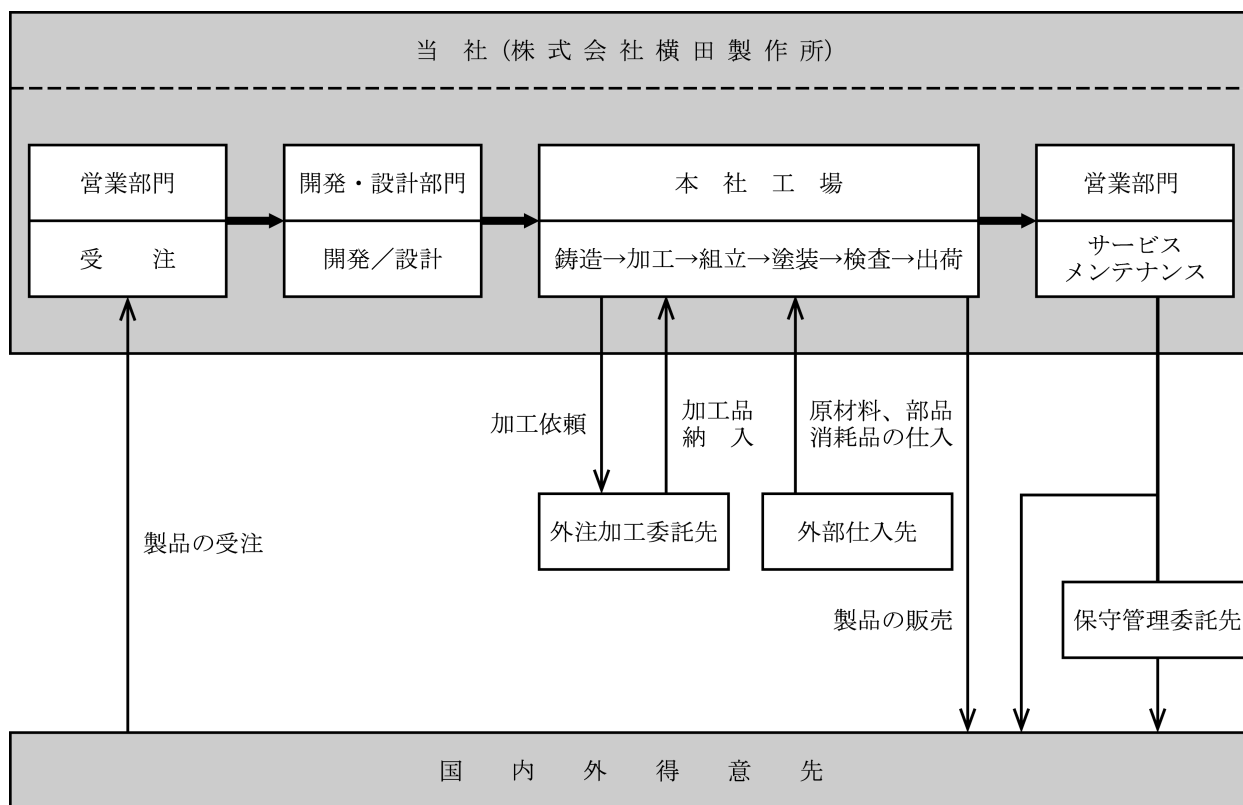 当社(株式会社横田製作所)
営業部門
受注
開発・設計部門
開発／設計
本社工場
鋳造→加工→組立→塗装→検査→出荷
営業部門
サービス
メンテナンス
加工依頼
加工品
納入
原材料、部品
消耗品の仕入
外注加工委託先
外部仕入先
製品の受注
製品の販売
保守管理委託先
国内外得意先